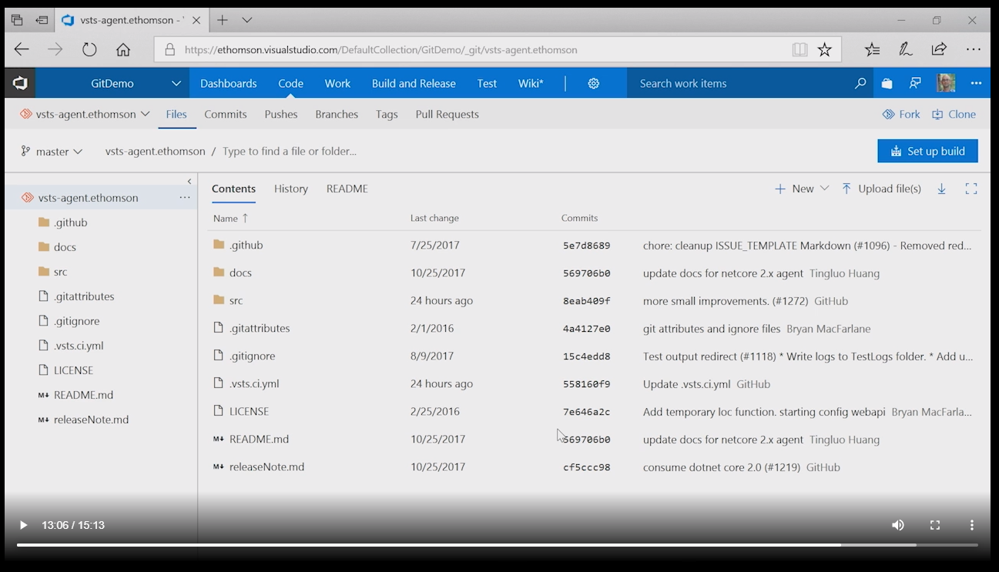 vsts-agent.ethomson - '
https://ethomson.visualstudio.com/DefaultCollection/GitDemo/_git/vsts-agent.ethomson
GitDemo Dashboards Code Work Build and Release Test Wiki* Search work items
vsts-agent.ethomson Files Commits Pushes Branches Tags Pull Requests Fork Clone
master vsts-agent.ethomson / Type to find a file or folder... Set up build
vsts-agent.ethomson ...
.github
docs
src
.gitattributes
.gitignore
.vsts.ci.yml
LICENSE
M↓ README.md
M↓ releaseNote.md
Contents History README + New Upload file(s)
Name ↑ Last change Commits
.github 7/25/2017 5e7d8689 chore: cleanup ISSUE_TEMPLATE Markdown (#1096) - Removed red...
docs 10/25/2017 569706b0 update docs for netcore 2.x agent Tingluo Huang
src 24 hours ago 8eab409f more small improvements. (#1272) GitHub
.gitattributes 2/1/2016 4a4127e0 git attributes and ignore files Bryan MacFarlane
.gitignore 8/9/2017 15c4edd8 Test output redirect (#1118) * Write logs to TestLogs folder. * Add u...
.vsts.ci.yml 24 hours ago 558160f9 Update .vsts.ci.yml GitHub
LICENSE 2/25/2016 7e646a2c Add temporary loc function. starting config webapi Bryan MacFarla...
M↓ README.md 10/25/2017 569706b0 update docs for netcore 2.x agent Tingluo Huang
M↓ releaseNote.md 10/25/2017 cf5ccc98 consume dotnet core 2.0 (#1219) GitHub
13:06 / 15:13